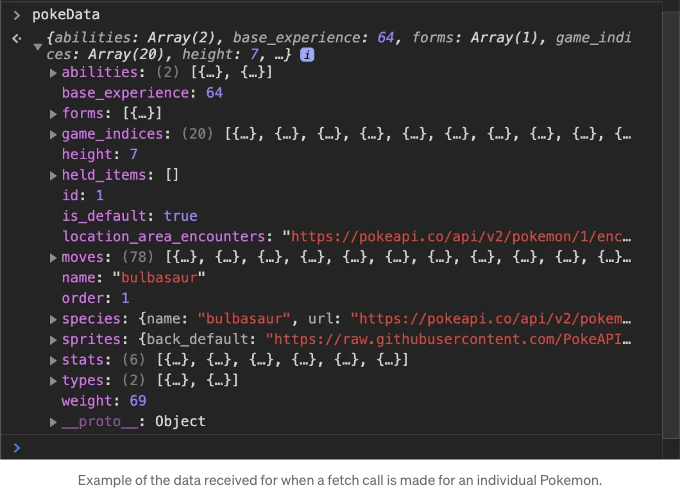 > pokeData
{abilities: Array(2), base_experience: 64, forms: Array(1), game_indi
ces: Array(20), height: 7, …} i
abilities: (2) [{…}, {…}]
base_experience: 64
forms: [{…}]
game_indices: (20) [{…}, {…}, {…}, {…}, {…}, {…}, {…}, {…}, {…}, {…
height: 7
held_items: []
id: 1
is_default: true
location_area_encounters: "https://pokeapi.co/api/v2/pokemon/1/enc…
moves: (78) [{…}, {…}, {…}, {…}, {…}, {…}, {…}, {…}, {…}, {…}, {…}…
name: "bulbasaur"
order: 1
species: {name: "bulbasaur", url: "https://pokeapi.co/api/v2/pokem…
sprites: {back_default: "https://raw.githubusercontent.com/PokeAPI…
stats: (6) [{…}, {…}, {…}, {…}, {…}, {…}]
types: (2) [{…}, {…}]
weight: 69
__proto__: Object
>
Example of the data received for when a fetch call is made for an individual Pokemon.